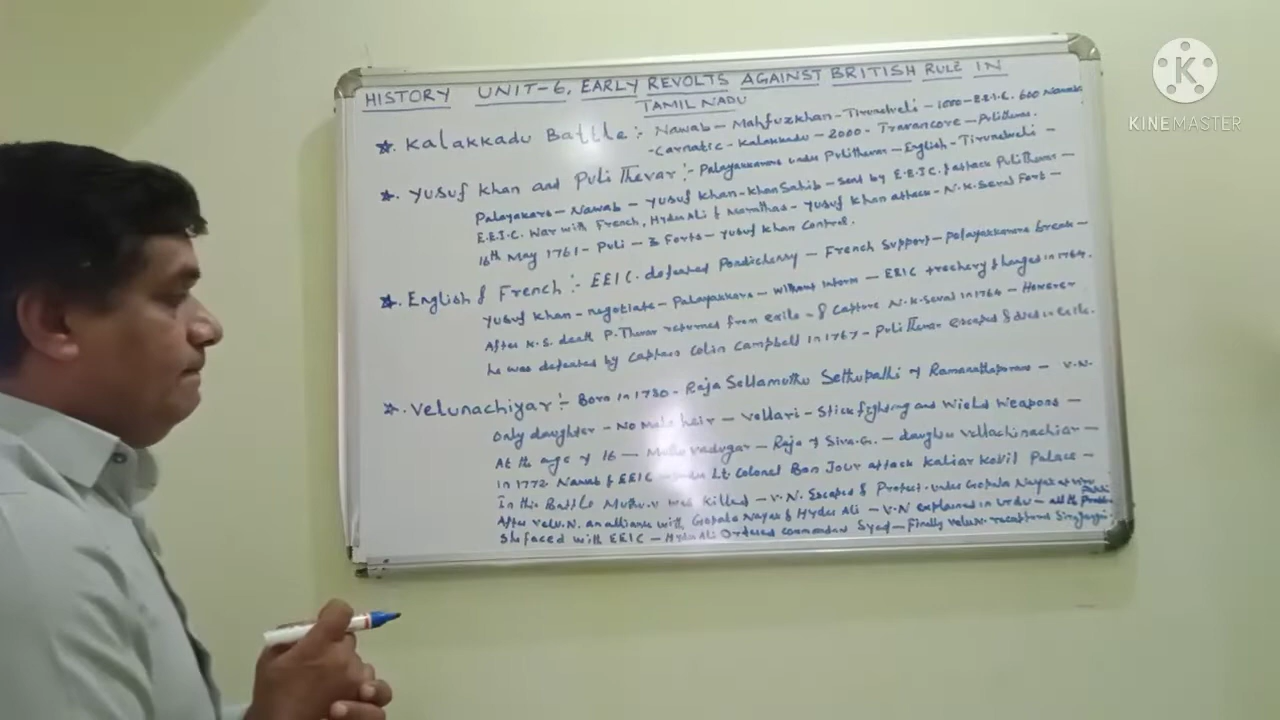 HISTORY UNIT-6, EARLY REVOLTS AGAINST BRITISH RULE IN
TAMIL NADU
* Kalakkadu Battle:- Nawab - Mahfuzkhan - Tirunelveli - 1000 - E.E.I.C. 600 Nawabs
- Carnatic - Kalakkadu - 2000 - Travancore - Pulithevar.
* Yusuf Khan and Puli Thevar:- Palayakkarars under Pulithevar - English - Tirunelveli -
Palayakars - Nawab - Yusuf Khan - Khan Sahib - sent by E.E.I.C. to attack Pulithevar -
E.E.I.C. War with French, Hyder Ali & Marathas - Yusuf Khan attack - N.K. Seval Fort -
16th May 1761 - Puli - 3 Forts - Yusuf Khan Control.
* English & French:- EEIC. defeated Pondicherry - French Support - Palayakkarars break -
Yusuf Khan - negotiate - Palayakkars - without inform - EEIC trechery & hanged in 1764.
After K.S. death P. Thevar returned from exile - & Capture N.K. Seval in 1764 - However
he was defeated by Captain Colin Campbell in 1767 - Puli Thevar escaped & died in exile.
* Velunachiyar:- Born in 1730 - Raja Sellamuthu Sethupathi of Ramanathapuram - V.N.
Only daughter - No Male heir - Vallari - Stick fighting and Wield Weapons -
At the age of 16 - Muthu Vadugar - Raja of Siva.G. - daughter Vellachinachiar -
in 1772 Nawab & EEIC - under Lt. Colonel Bon Jour attack Kaliar Kovil Palace -
In this Battle Muthu.V was killed - V.N. Escaped & Protect. under Gopala Nayak at
After Velu.N. an alliance with Gopala Nayak & Hyder Ali - V.N explained in Urdu - all the
She faced with EEIC - Hyder Ali Ordered commandar Syed - Finally Velu.N. recaptured
KINEMASTER